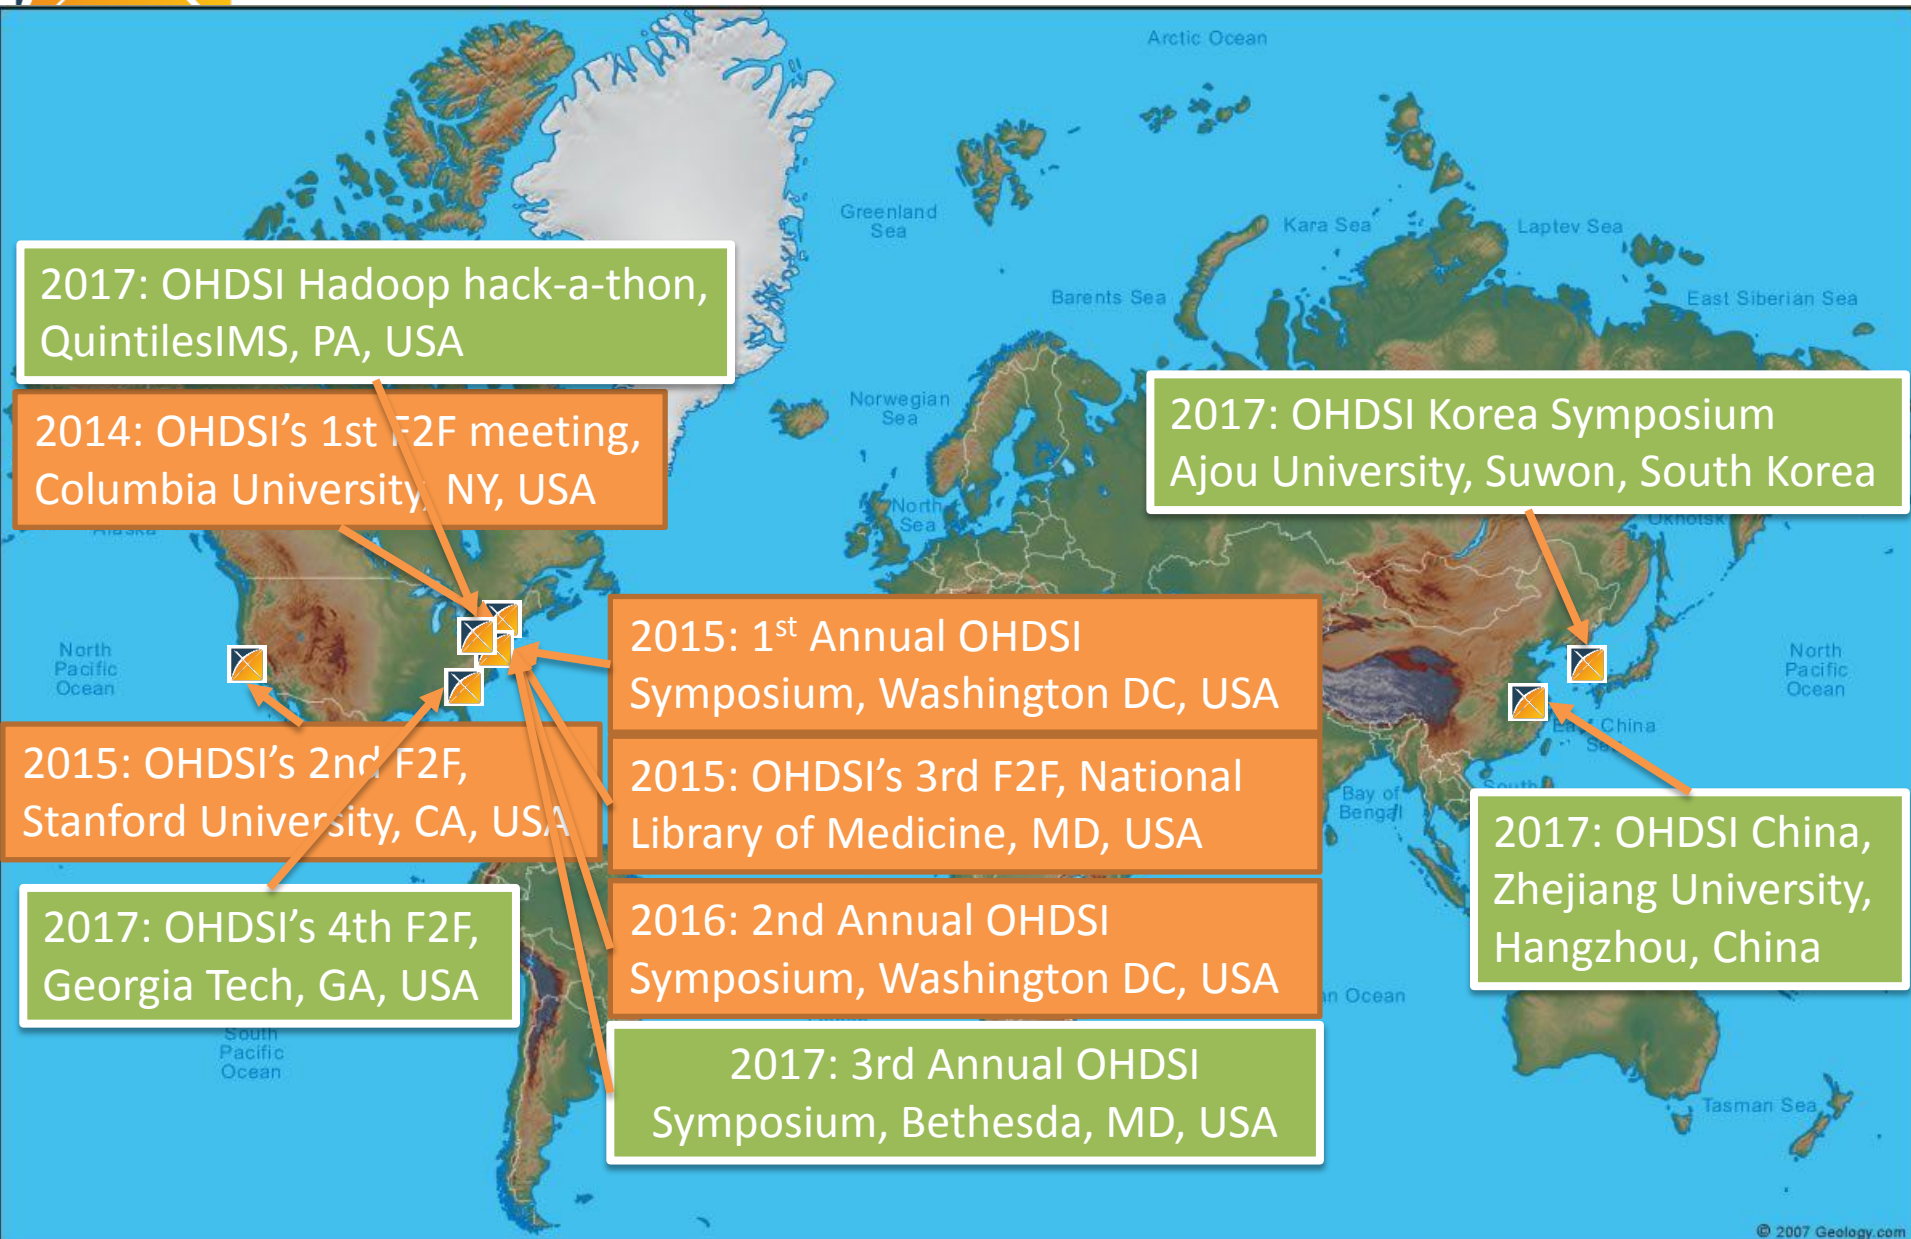 Arctic Ocean
Greenland
Sea
Kara Sea
Laptev Sea
Barents Sea
East Siberian Sea
2017: OHDSI Hadoop hack-a-thon,
QuintilesIMS, PA, USA
Norwegian
Sea
2014: OHDSI’s 1st F2F meeting,
Columbia University, NY, USA
2017: OHDSI Korea Symposium
Ajou University, Suwon, South Korea
North
Sea
Okhotsk
Alaska
North
Pacific
Ocean
2015: 1st Annual OHDSI
Symposium, Washington DC, USA
North
Pacific
Ocean
East China
Sea
2015: OHDSI’s 2nd F2F,
Stanford University, CA, USA
2015: OHDSI’s 3rd F2F, National
Library of Medicine, MD, USA
Bay of
Bengal
South
2017: OHDSI China,
Zhejiang University,
Hangzhou, China
2017: OHDSI’s 4th F2F,
Georgia Tech, GA, USA
2016: 2nd Annual OHDSI
Symposium, Washington DC, USA
Ocean
South
Pacific
Ocean
2017: 3rd Annual OHDSI
Symposium, Bethesda, MD, USA
Tasman Sea
© 2007 Geology.com